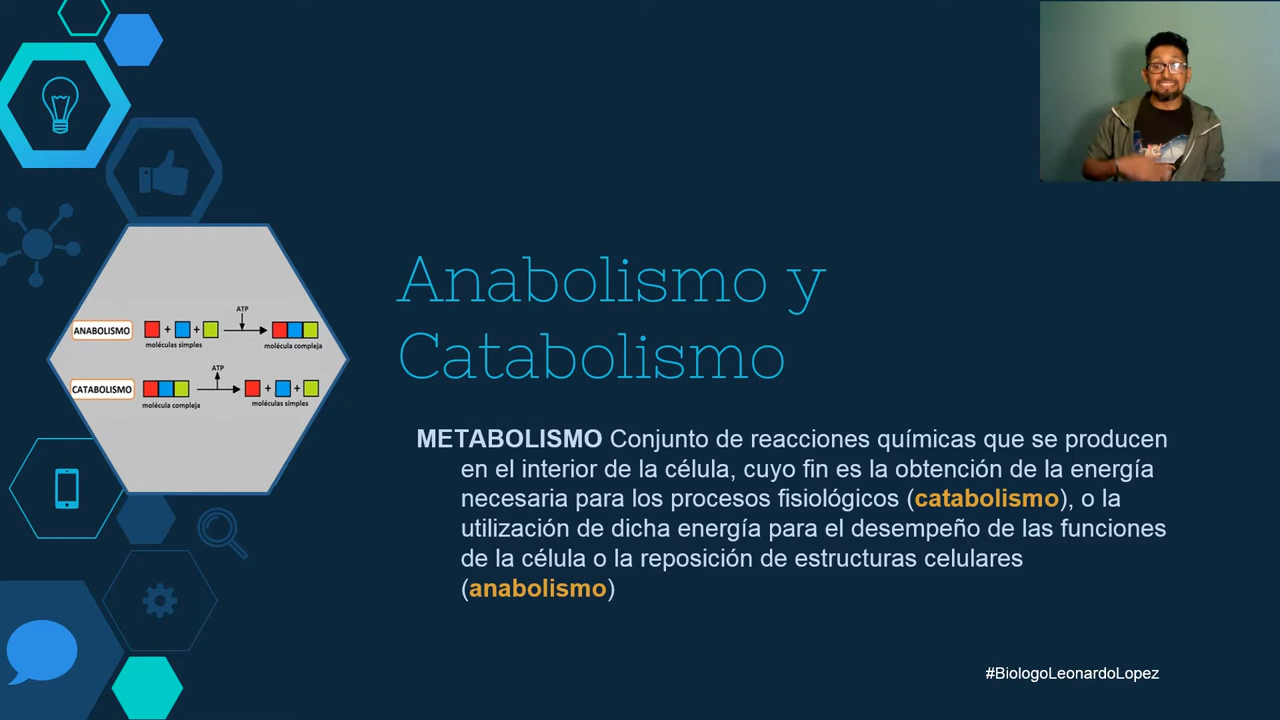 Anabolismo y
Catabolismo
ANABOLISMO
+
+
ATP
moléculas simples
molécula compleja
CATABOLISMO
ATP
+
+
molécula compleja
moléculas simples
METABOLISMO Conjunto de reacciones químicas que se producen
en el interior de la célula, cuyo fin es la obtención de la energía
necesaria para los procesos fisiológicos (catabolismo), o la
utilización de dicha energía para el desempeño de las funciones
de la célula o la reposición de estructuras celulares
(anabolismo)
#BiologoLeonardoLopez